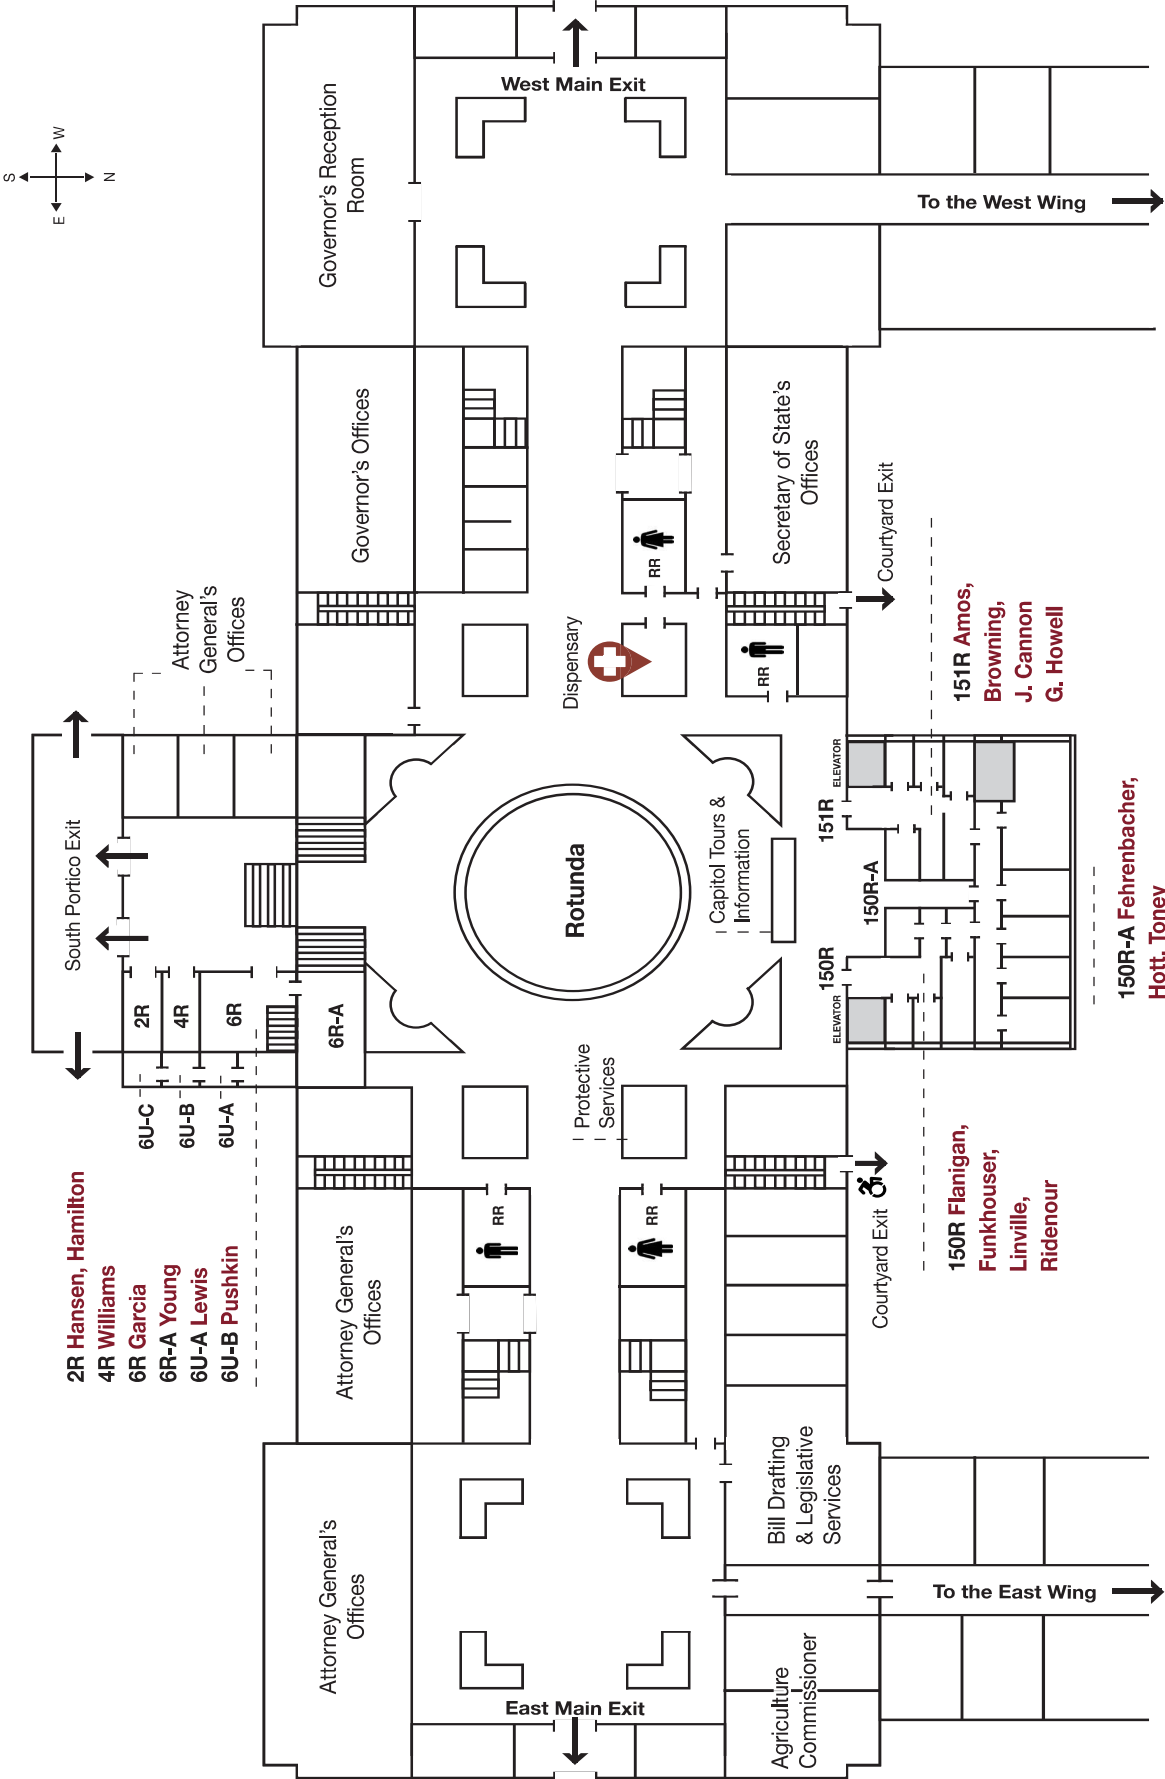 West Main Exit
S
W
E
N
Governor's Reception
Room
To the West Wing
Governor's Offices
Secretary of State's
Offices
RR
Courtyard Exit
Attorney
General's
Offices
Dispensary
RR
151R Amos,
Browning,
J. Cannon
G. Howell
South Portico Exit
Rotunda
Capitol Tours &
Information
ELEVATOR
151R
150R-A
150R
ELEVATOR
150R-A Fehrenbacher,
Hott, Toney
2R
4R
6R
6R-A
6U-C
6U-B
6U-A
Protective
Services
2R Hansen, Hamilton
4R Williams
6R Garcia
6R-A Young
6U-A Lewis
6U-B Pushkin
RR
RR
Courtyard Exit
150R Flanigan,
Funkhouser,
Linville,
Ridenour
Attorney General's
Offices
Attorney General's
Offices
Bill Drafting
& Legislative
Services
To the East Wing
East Main Exit
Agriculture
Commissioner